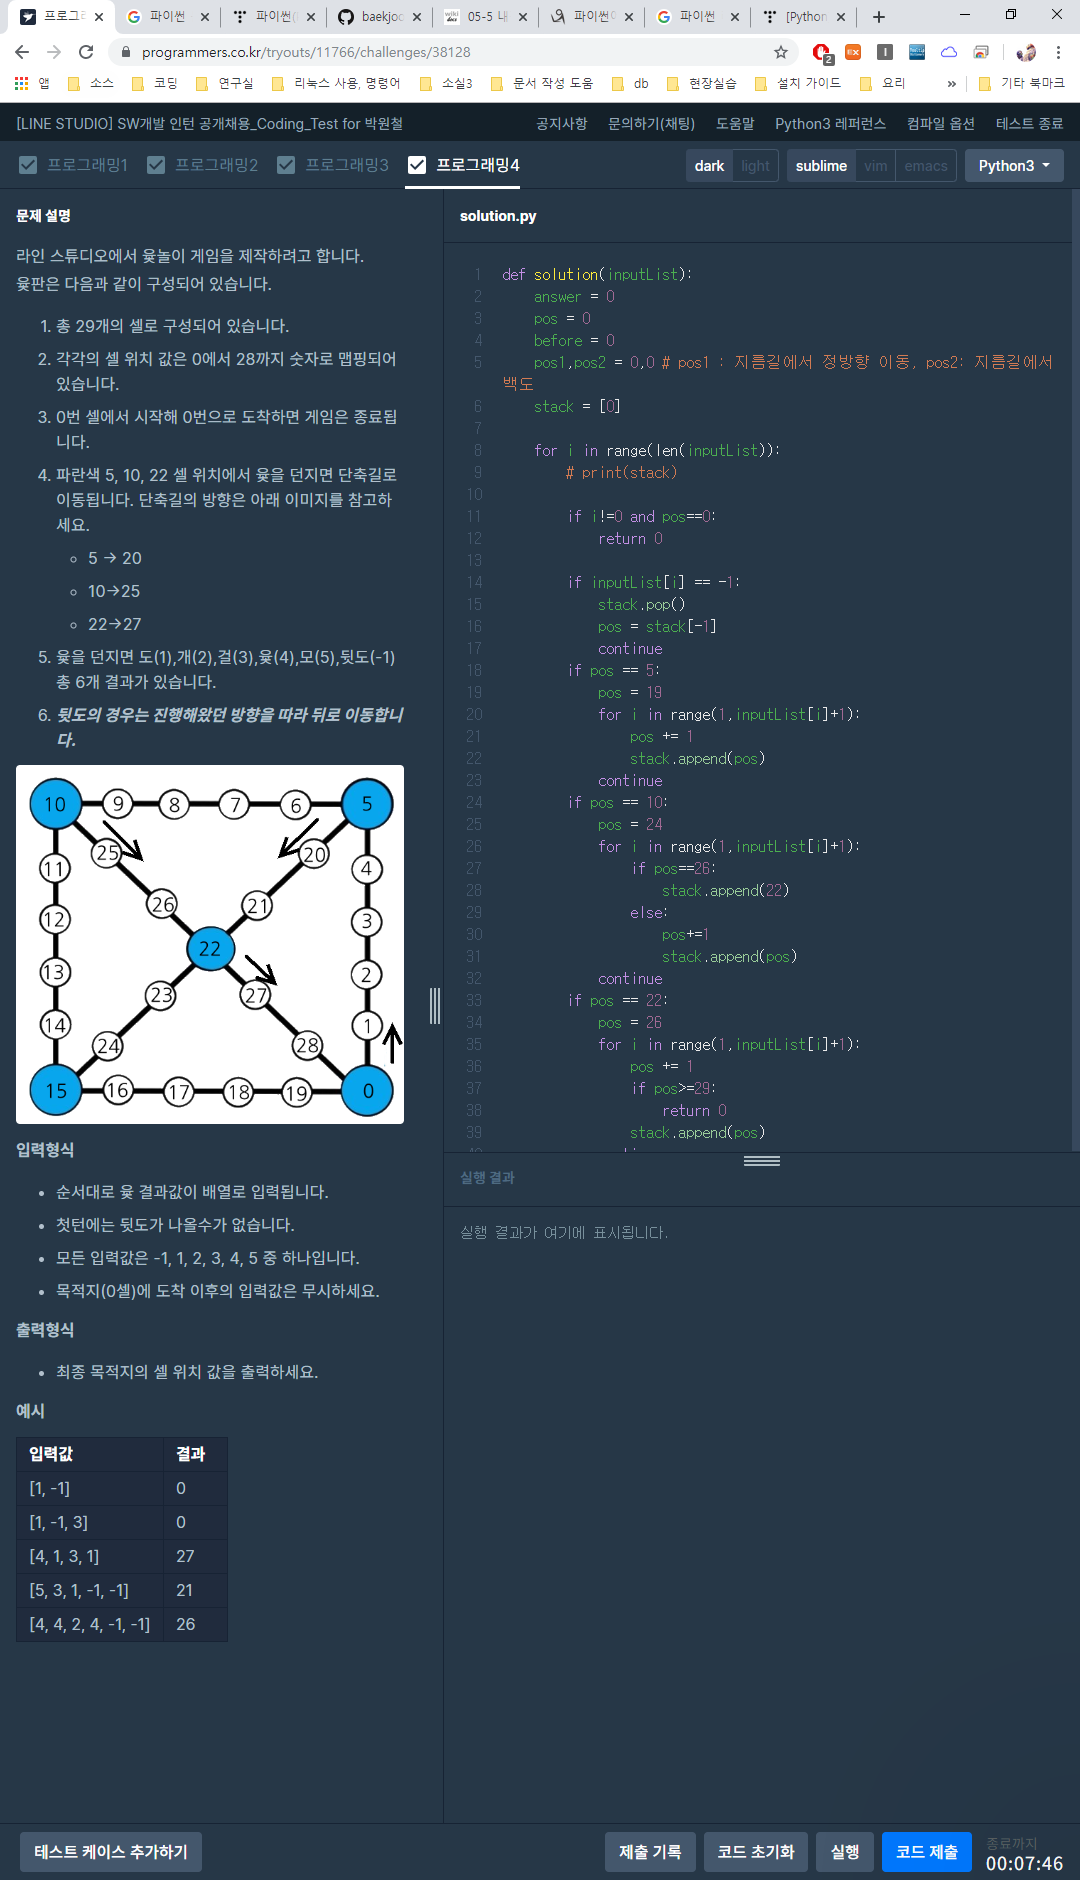 프로그래
파이썬
파이썬(
baekjoc
05-5 내
파이썬이
파이썬
[Python
programmers.co.kr/tryouts/11766/challenges/38128
앱
소스
코딩
연구실
리눅스 사용, 명령어
소실3
문서 작성 도움
db
현장실습
설치 가이드
요리
»
기타 북마크
[LINE STUDIO] SW개발 인턴 공개채용_Coding_Test for 박원철
공지사항
문의하기(채팅)
도움말
Python3 레퍼런스
컴파일 옵션
테스트 종료
프로그래밍1
프로그래밍2
프로그래밍3
프로그래밍4
dark light
sublime vim emacs
Python3
문제 설명
라인 스튜디오에서 윷놀이 게임을 제작하려고 합니다.
윷판은 다음과 같이 구성되어 있습니다.
1. 총 29개의 셀로 구성되어 있습니다.
2. 각각의 셀 위치 값은 0에서 28까지 숫자로 맵핑되어
있습니다.
3. 0번 셀에서 시작해 0번으로 도착하면 게임은 종료됩
니다.
4. 파란색 5, 10, 22 셀 위치에서 윷을 던지면 단축길로
이동됩니다. 단축길의 방향은 아래 이미지를 참고하
세요.
5 → 20
10→25
22→27
5. 윷을 던지면 도(1),개(2),걸(3),윷(4),모(5),뒷도(-1)
총 6개 결과가 있습니다.
6. 뒷도의 경우는 진행해왔던 방향을 따라 뒤로 이동합니
다.
10 9 8 7 6 5
25 20
11 4
26 21
12 3
22
13 2
23 27
14 1
24 28
15 16 17 18 19 0
입력형식
• 순서대로 윷 결과값이 배열로 입력됩니다.
• 첫턴에는 뒷도가 나올수가 없습니다.
• 모든 입력값은 -1, 1, 2, 3, 4, 5 중 하나입니다.
• 목적지(0셀)에 도착 이후의 입력값은 무시하세요.
출력형식
• 최종 목적지의 셀 위치 값을 출력하세요.
예시
입력값 결과
[1, -1] 0
[1, -1, 3] 0
[4, 1, 3, 1] 27
[5, 3, 1, -1, -1] 21
[4, 4, 2, 4, -1, -1] 26
solution.py
1 def solution(inputList):
2 answer = 0
3 pos = 0
4 before = 0
5 pos1,pos2 = 0,0 # pos1 : 지름길에서 정방향 이동, pos2: 지름길에서
백도
6 stack = [0]
7
8 for i in range(len(inputList)):
9 # print(stack)
10
11 if i!=0 and pos==0:
12 return 0
13
14 if inputList[i] == -1:
15 stack.pop()
16 pos = stack[-1]
17 continue
18 if pos == 5:
19 pos = 19
20 for i in range(1,inputList[i]+1):
21 pos += 1
22 stack.append(pos)
23 continue
24 if pos == 10:
25 pos = 24
26 for i in range(1,inputList[i]+1):
27 if pos==26:
28 stack.append(22)
29 else:
30 pos+=1
31 stack.append(pos)
32 continue
33 if pos == 22:
34 pos = 26
35 for i in range(1,inputList[i]+1):
36 pos += 1
37 if pos>=29:
38 return 0
39 stack.append(pos)
실행 결과
실행 결과가 여기에 표시됩니다.
테스트 케이스 추가하기
제출 기록
코드 초기화
실행
코드 제출
종료까지
00:07:46